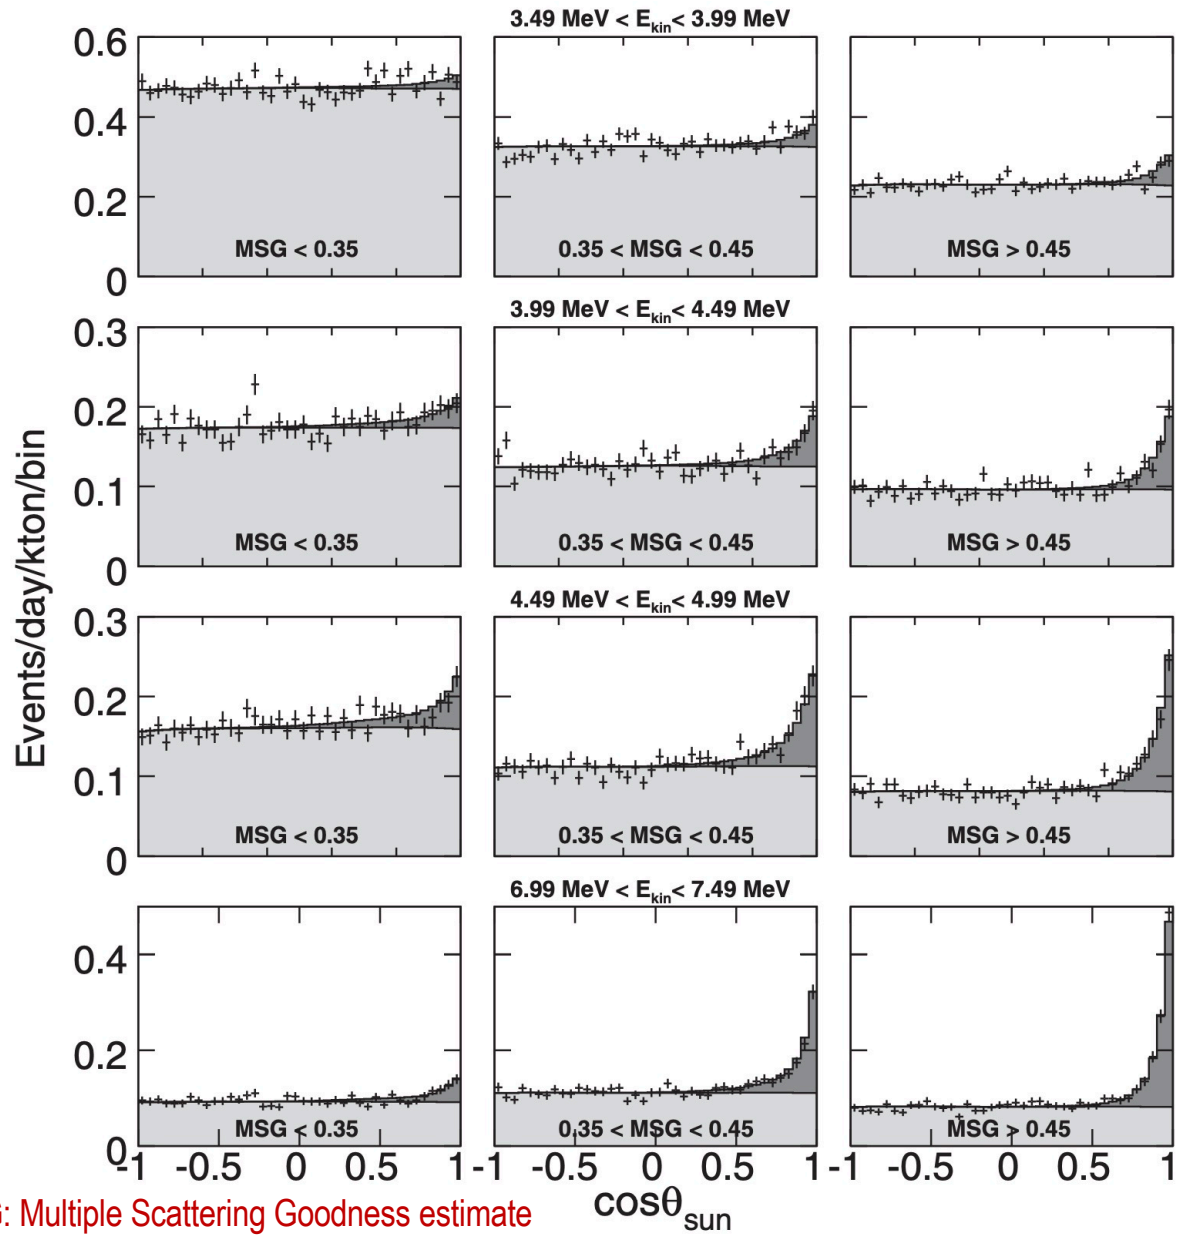 3.49 MeV < Ekin< 3.99 MeV
0.6
0.4
0.2
0
MSG < 0.35
0.35 < MSG < 0.45
MSG > 0.45
3.99 MeV < Ekin< 4.49 MeV
0.3
0.2
0.1
0
MSG < 0.35
0.35 < MSG < 0.45
MSG > 0.45
Events/day/kton/bin
4.49 MeV < Ekin< 4.99 MeV
0.3
0.2
0.1
0
MSG < 0.35
0.35 < MSG < 0.45
MSG > 0.45
6.99 MeV < Ekin< 7.49 MeV
0.4
0.2
0
MSG < 0.35
0.35 < MSG < 0.45
MSG > 0.45
-1 -0.5 0 0.5 1 -1 -0.5 0 0.5 1 -1 -0.5 0 0.5 1
cosθsun
: Multiple Scattering Goodness estimate